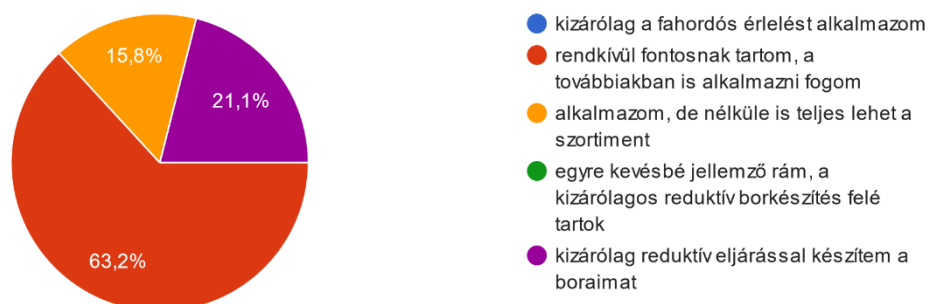 15,8%
21,1%
63,2%
kizárólag a fahordós érlelést alkalmazom
rendkívül fontosnak tartom, a
továbbiakban is alkalmazni fogom
alkalmazom, de nélküle is teljes lehet a
szortiment
egyre kevésbé jellemző rám, a
kizárólagos reduktív borkészítés felé
tartok
kizárólag reduktív eljárással készítem a
boraimat